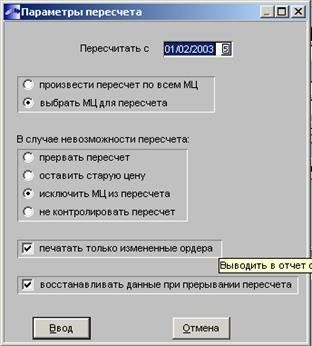 Параметры пересчета
Пересчитать с 01/02/2003
произвести пересчет по всем МЦ
выбрать МЦ для пересчета
В случае невозможности пересчета:
прервать пересчет
оставить старую цену
исключить МЦ из пересчета
не контролировать пересчет
печатать только измененные ордера
Выводить в отчет
восстанавливать данные при прерывании пересчета
Ввод Отмена